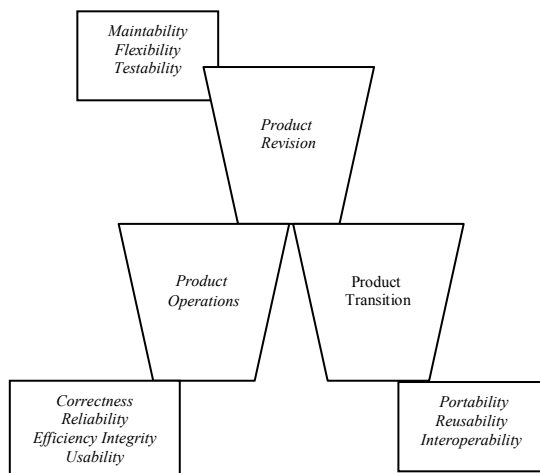 Maintability
Flexibility
Testability
Product
Revision
Product
Operations
Product
Transition
Correctness
Reliability
Efficiency Integrity
Usability
Portability
Reusability
Interoperability